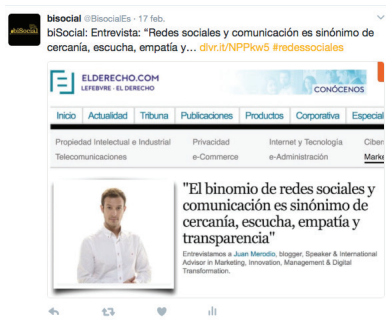 biSocial
bisocial @BisocialEs · 17 feb.
biSocial: Entrevista: “Redes sociales y comunicación es sinónimo de
cercanía, escucha, empatía y… dlvr.it/NPPkw5 #redessociales
ELDERECHO.COM
LEFEBVRE - EL DERECHO
CONÓCENOS
Inicio Actualidad Tribuna Publicaciones Productos Corporativa Especial
Propiedad Intelectual e Industrial Privacidad Internet y Tecnología Ciber
Telecomunicaciones e-Commerce e-Administración Marke
"El binomio de redes sociales y
comunicación es sinónimo de
cercanía, escucha, empatía y
transparencia"
Entrevistamos a Juan Merodio, blogger, Speaker & International
Advisor in Marketing, Innovation, Management & Digital
Transformation.